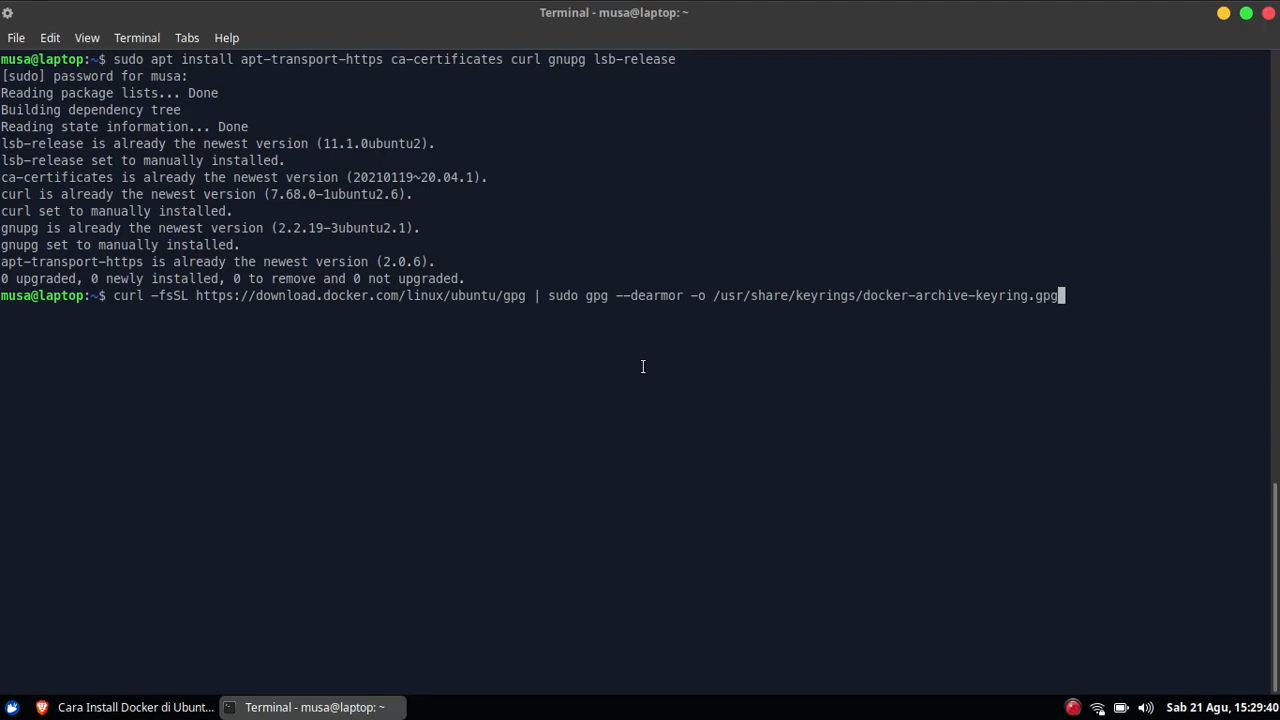 Terminal - musa@laptop: ~
File Edit View Terminal Tabs Help
musa@laptop:~$ sudo apt install apt-transport-https ca-certificates curl gnupg lsb-release
[sudo] password for musa:
Reading package lists... Done
Building dependency tree
Reading state information... Done
lsb-release is already the newest version (11.1.0ubuntu2).
lsb-release set to manually installed.
ca-certificates is already the newest version (20210119~20.04.1).
curl is already the newest version (7.68.0-1ubuntu2.6).
curl set to manually installed.
gnupg is already the newest version (2.2.19-3ubuntu2.1).
gnupg set to manually installed.
apt-transport-https is already the newest version (2.0.6).
0 upgraded, 0 newly installed, 0 to remove and 0 not upgraded.
musa@laptop:~$ curl -fsSL https://download.docker.com/linux/ubuntu/gpg | sudo gpg --dearmor -o /usr/share/keyrings/docker-archive-keyring.gpg
Cara Install Docker di Ubunt... Terminal - musa@laptop: ~ Sab 21 Agu, 15:29:40